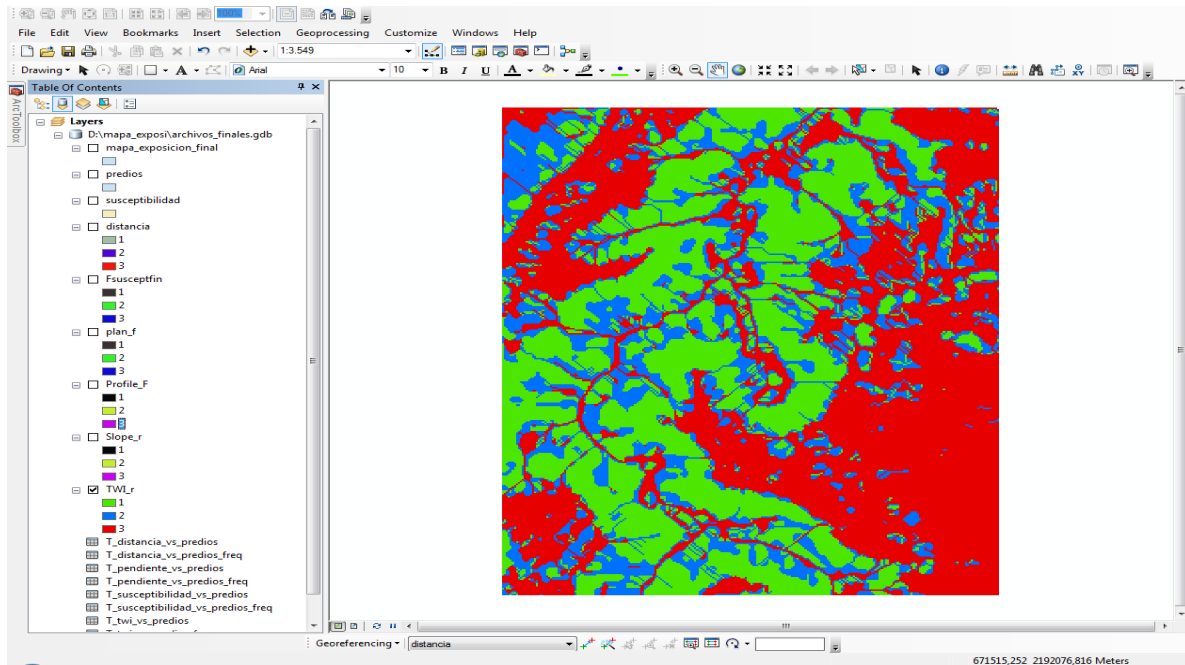 100%
File Edit View Bookmarks Insert Selection Geoprocessing Customize Windows Help
1:3.549
Drawing A Arial 10 B I U A
Table Of Contents
ArcToolbox
Layers
D:\mapa_exposi\archivos_finales.gdb
mapa_exposicion_final
predios
susceptibilidad
distancia
1
2
3
Fsusceptfin
1
2
3
plan_f
1
2
3
Profile_F
1
2
3
Slope_r
1
2
3
TWI_r
1
2
3
T_distancia_vs_predios
T_distancia_vs_predios_freq
T_pendiente_vs_predios
T_pendiente_vs_predios_freq
T_susceptibilidad_vs_predios
T_susceptibilidad_vs_predios_freq
T_twi_vs_predios
Georeferencing distancia
671515,252 2192076,816 Meters